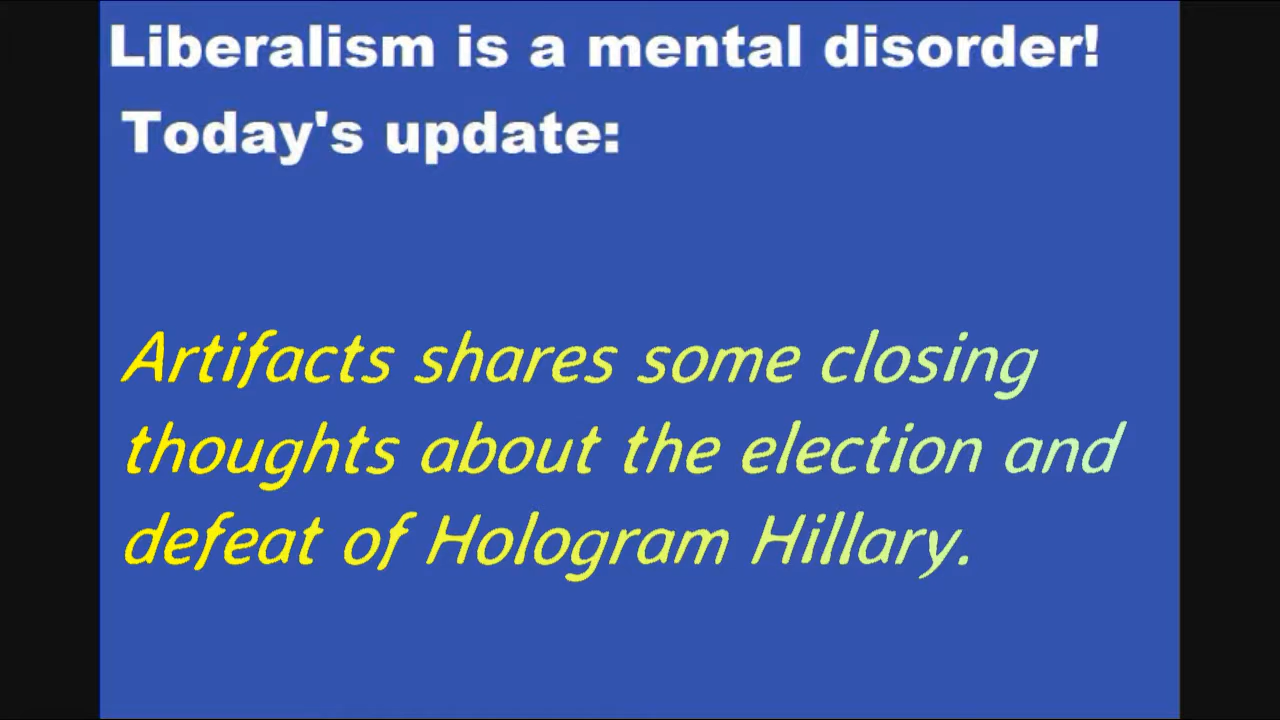 Liberalism is a mental disorder!
Today's update:
Artifacts shares some closing
thoughts about the election and
defeat of Hologram Hillary.